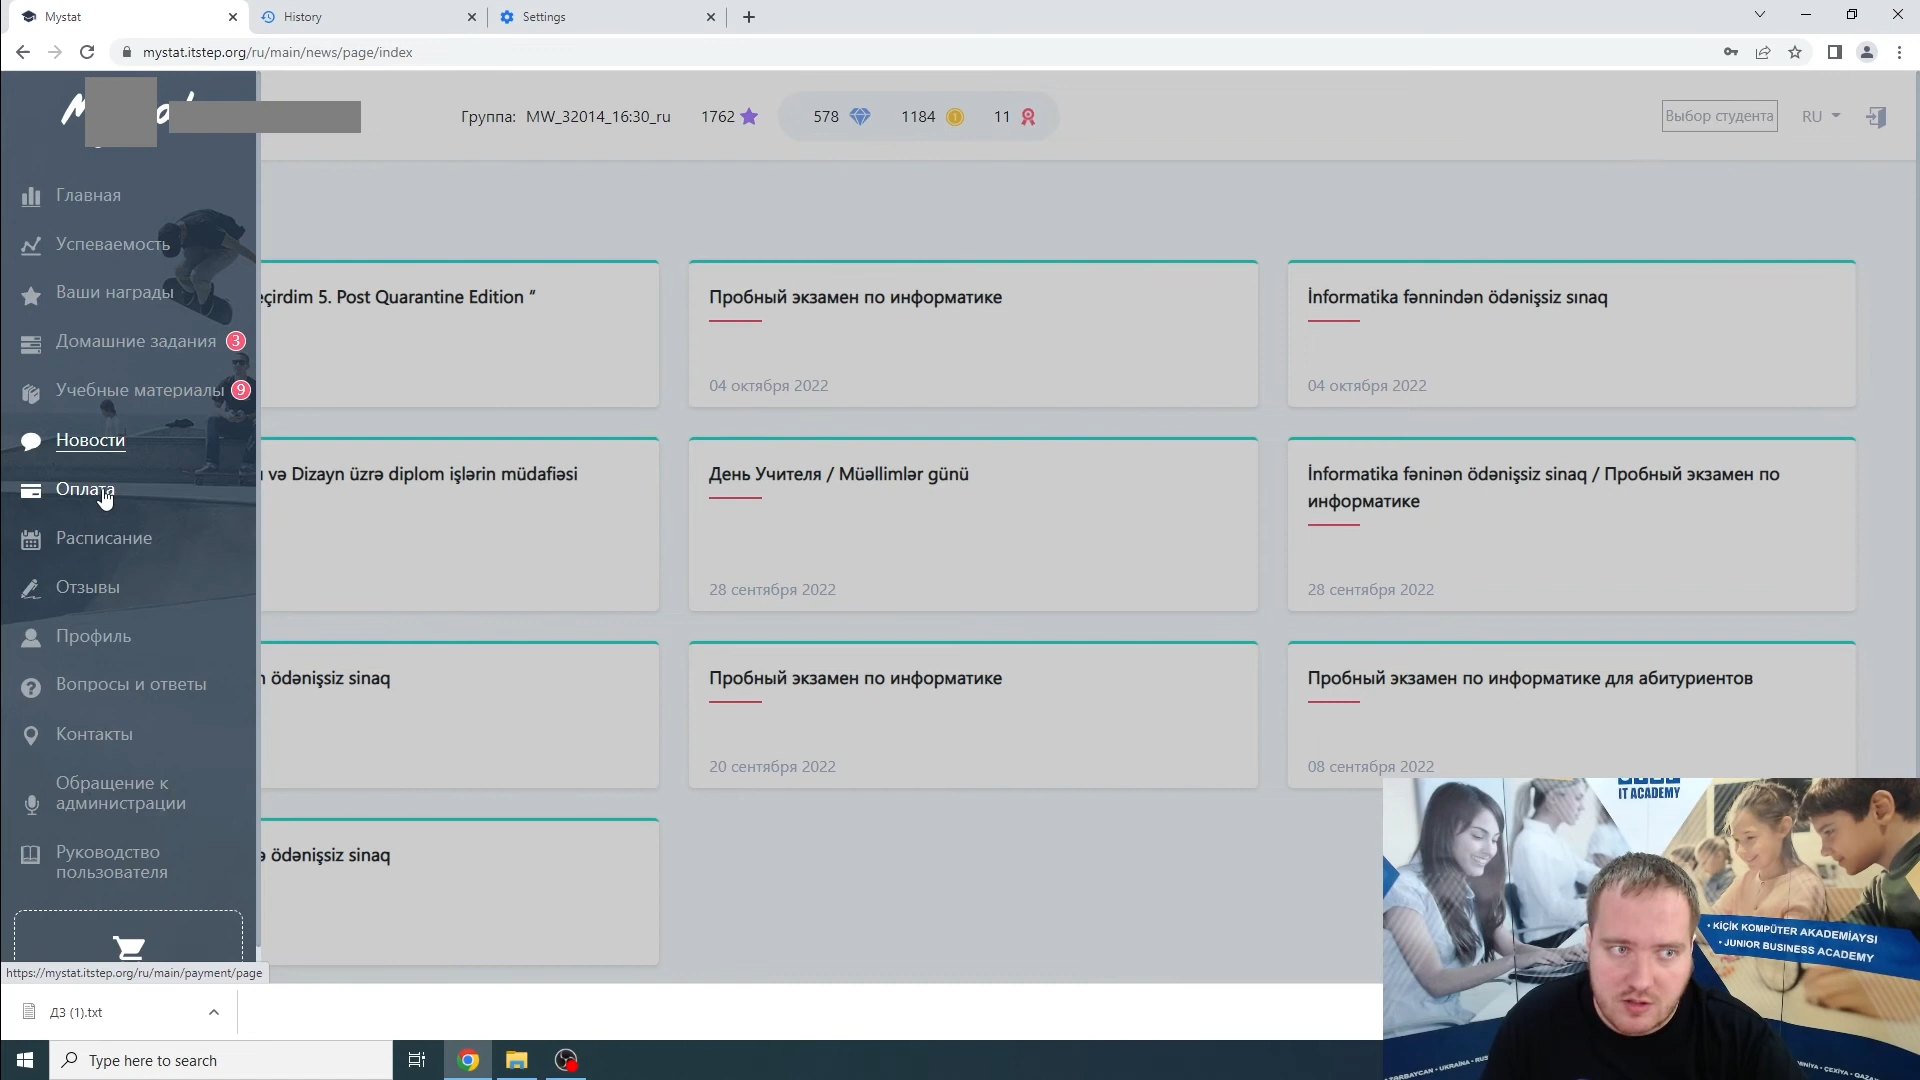 Mystat
History
Settings
mystat.itstep.org/ru/main/news/page/index
Группа: MW_32014_16:30_ru
1762
578
1184
11
Выбор студента
RU
Главная
Успеваемость
Ваши награды
Домашние задания 3
Учебные материалы 9
Новости
Оплата
Расписание
Отзывы
Профиль
Вопросы и ответы
Контакты
Обращение к
администрации
Руководство
пользователя
eçirdim 5. Post Quarantine Edition “
Пробный экзамен по информатике
04 октября 2022
İnformatika fənnindən ödənişsiz sınaq
04 октября 2022
və Dizayn üzrə diplom işlərin müdafiəsi
День Учителя / Müəllimlər günü
28 сентября 2022
İnformatika fəninən ödənişsiz sinaq / Пробный экзамен по
информатике
28 сентября 2022
ödənişsiz sinaq
Пробный экзамен по информатике
20 сентября 2022
Пробный экзамен по информатике для абитуриентов
08 сентября 2022
ödənişsiz sinaq
https://mystat.itstep.org/ru/main/payment/page
ДЗ (1).txt
Type here to search
IT ACADEMY
• KİÇİK KOMPÜTER AKADEMİAYSI
• JUNIOR BUSINESS ACADEMY